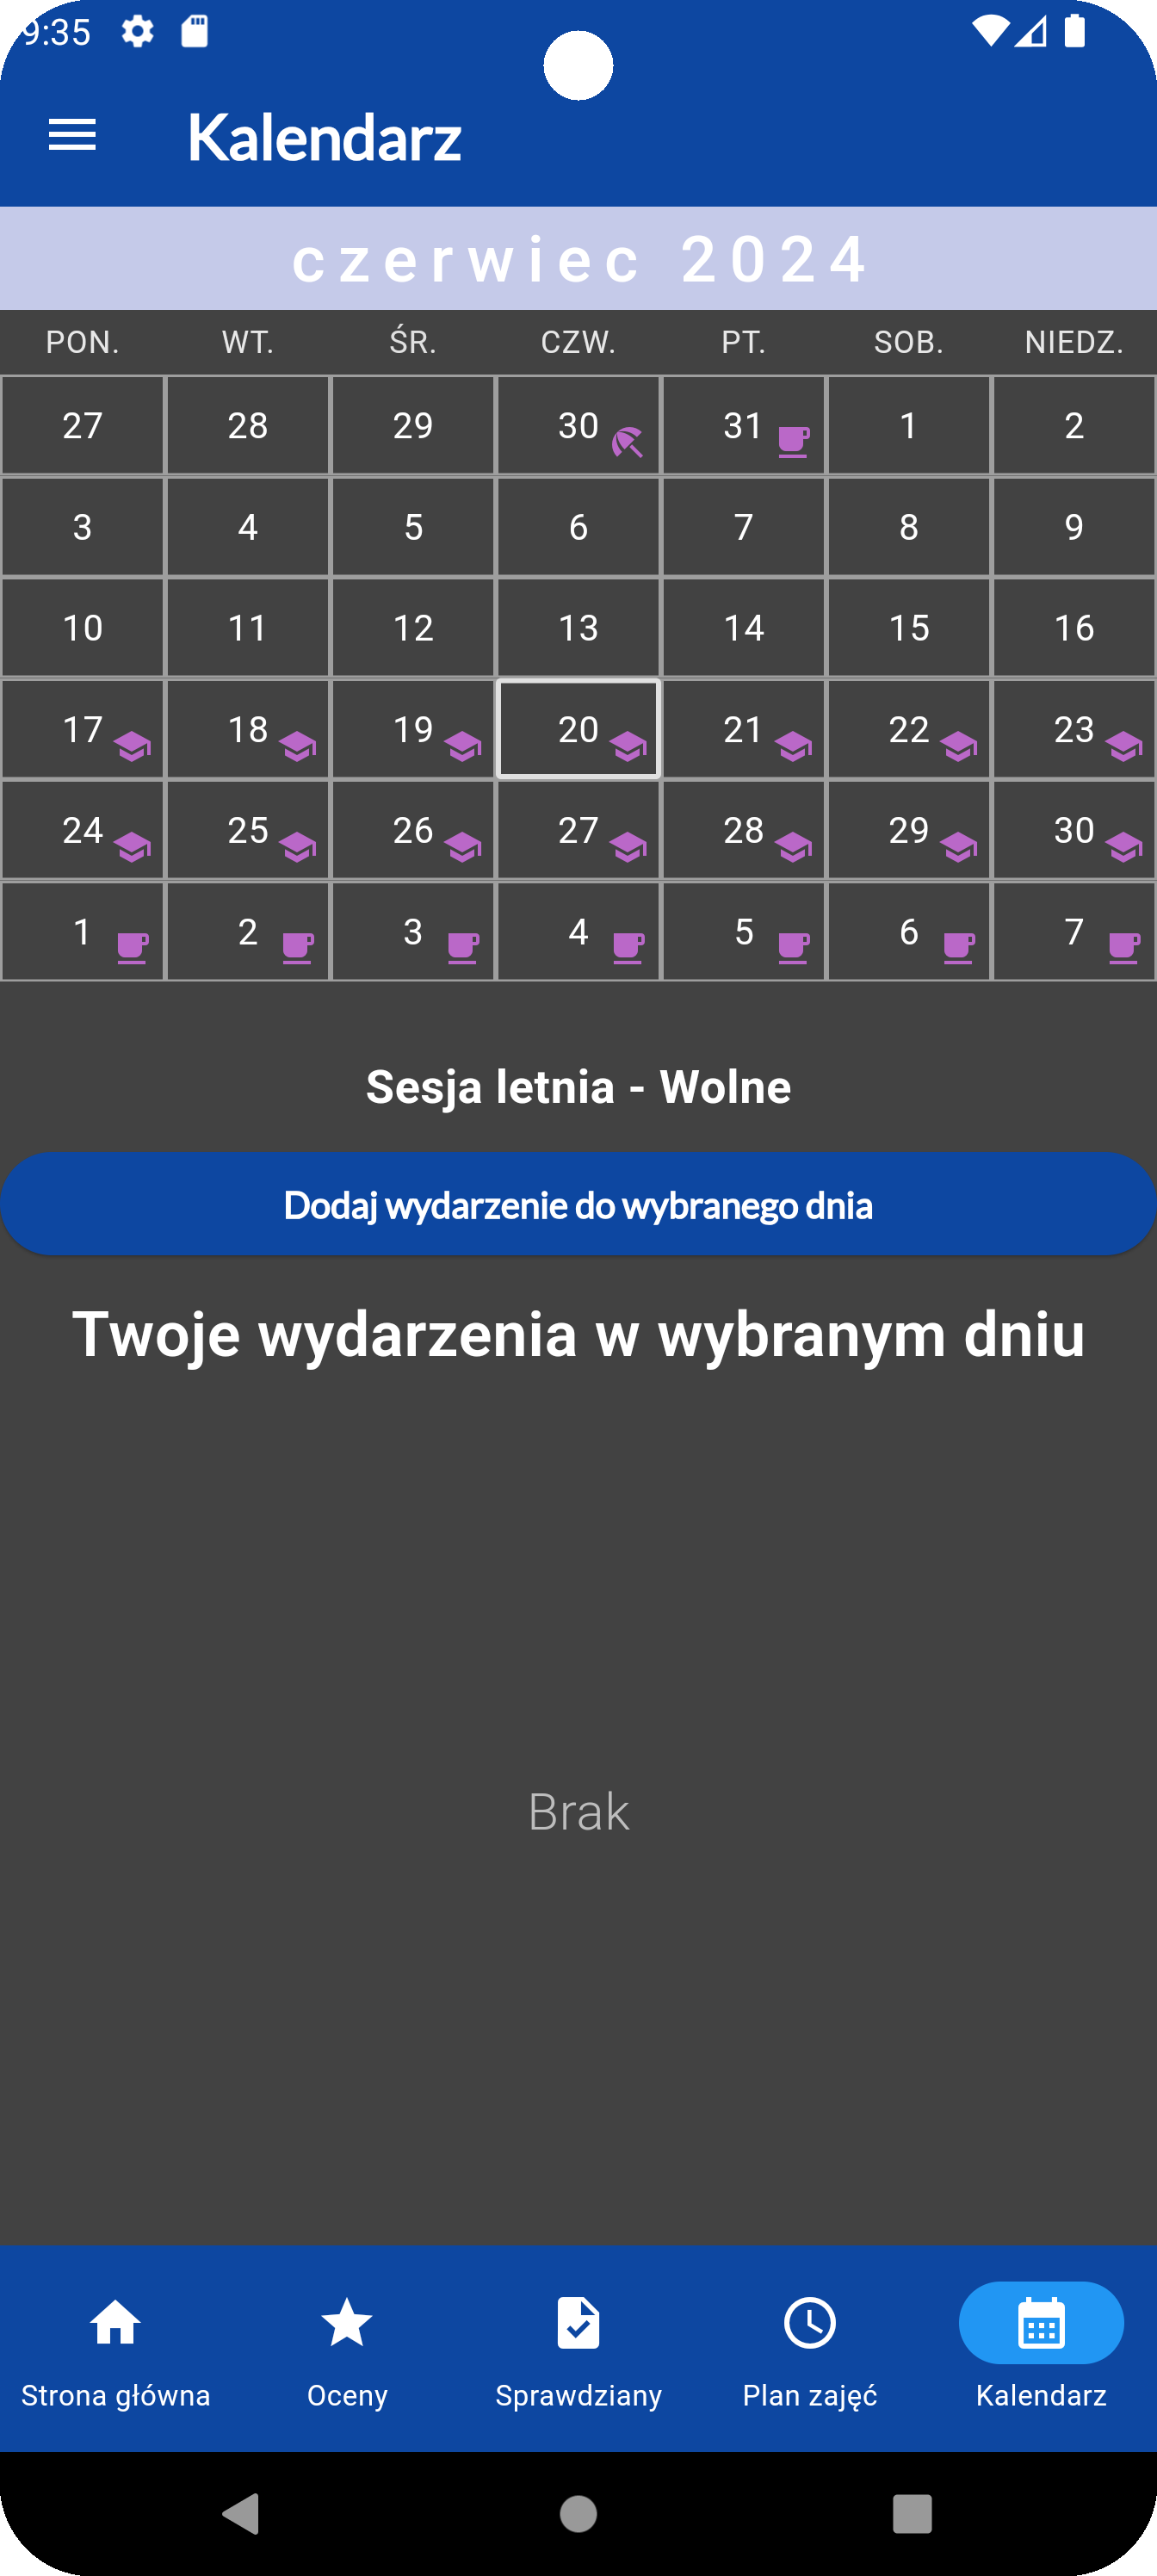 9:35
Kalendarz
czerwiec 2024
PON. WT. ŚR. CZW. PT. SOB. NIEDZ.
27 28 29 30 31 1 2
3 4 5 6 7 8 9
10 11 12 13 14 15 16
17 18 19 20 21 22 23
24 25 26 27 28 29 30
1 2 3 4 5 6 7
Sesja letnia - Wolne
Dodaj wydarzenie do wybranego dnia
Twoje wydarzenia w wybranym dniu
Brak
Strona główna Oceny Sprawdziany Plan zajęć Kalendarz